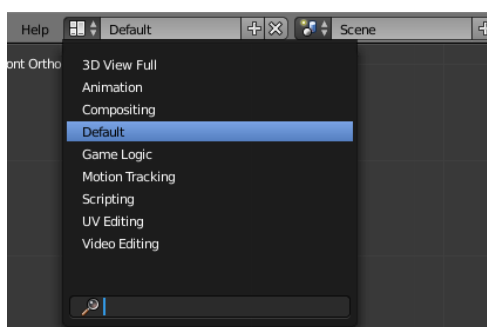 Help Default Scene
ont Ortho
3D View Full
Animation
Compositing
Default
Game Logic
Motion Tracking
Scripting
UV Editing
Video Editing